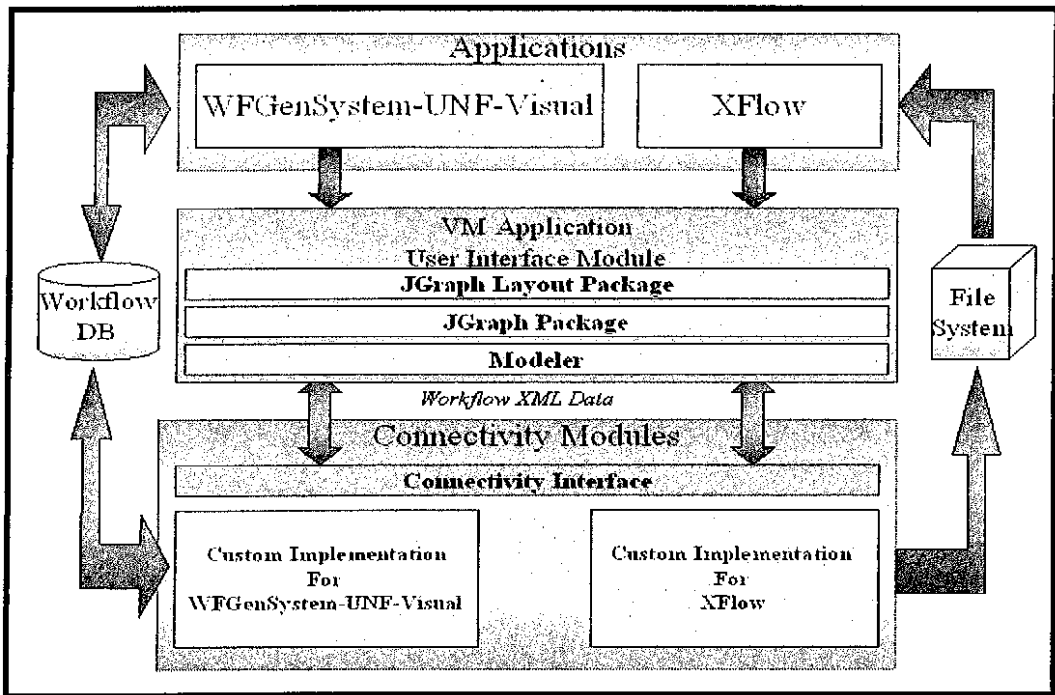 Applications
WFGenSystem-UNF-Visual
XFlow
VM Application
User Interface Module
JGraph Layout Package
JGraph Package
Modeler
Workflow
DB
File
System
Workflow XML Data
Connectivity Modules
Connectivity Interface
Custom Implementation
For
WFGenSystem-UNF-Visual
Custom Implementation
For
XFlow